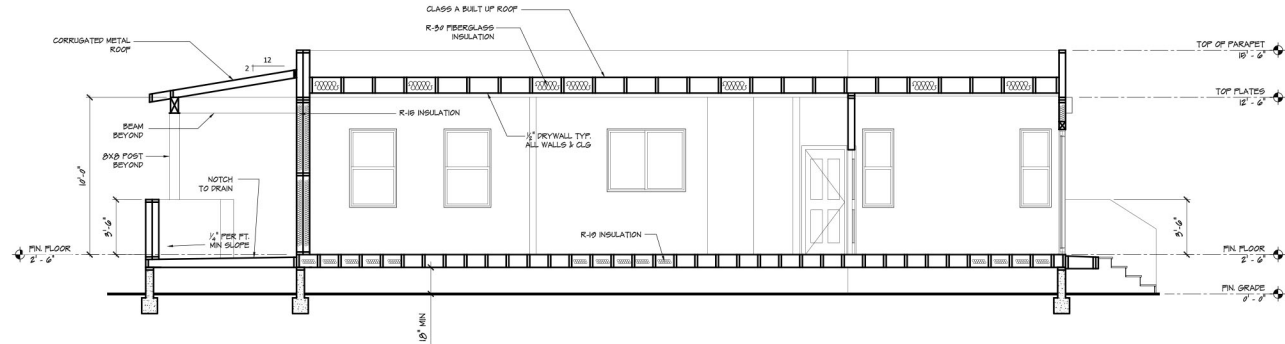 CLASS A BUILT UP ROOF
R-30 FIBERGLASS
INSULATION
CORRUGATED METAL
ROOF
12
2
TOP OF PARAPET
15' - 6"
TOP PLATES
12' - 6"
BEAM
BEYOND
R-15 INSULATION
1/2" DRYWALL TYP.
ALL WALLS & CLG
8X8 POST
BEYOND
10'-0"
NOTCH
TO DRAIN
3'-6"
1/4" PER FT.
MIN SLOPE
3'-6"
R-19 INSULATION
FIN. FLOOR
2' - 6"
FIN. FLOOR
2' - 6"
FIN. GRADE
0' - 0"
18" MIN